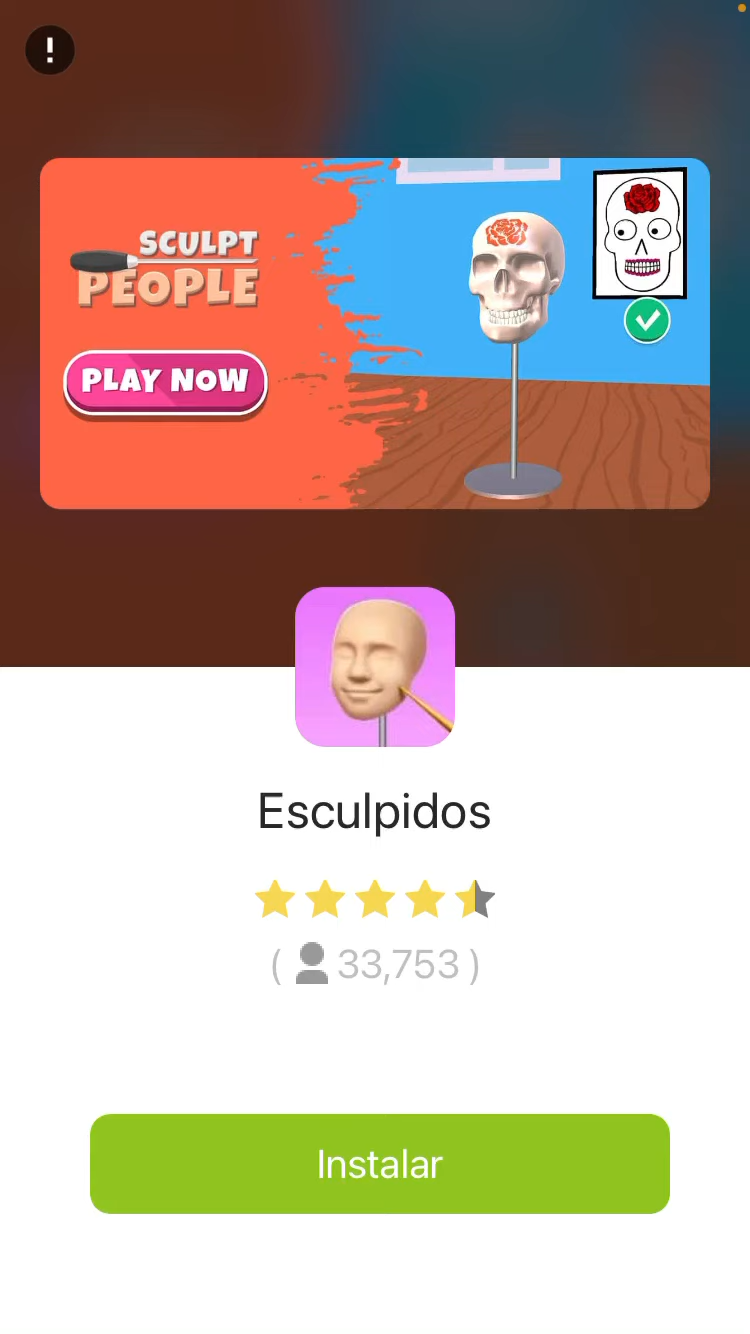 !
SCULPT
PEOPLE
PLAY NOW
Esculpidos
( 33,753 )
Instalar